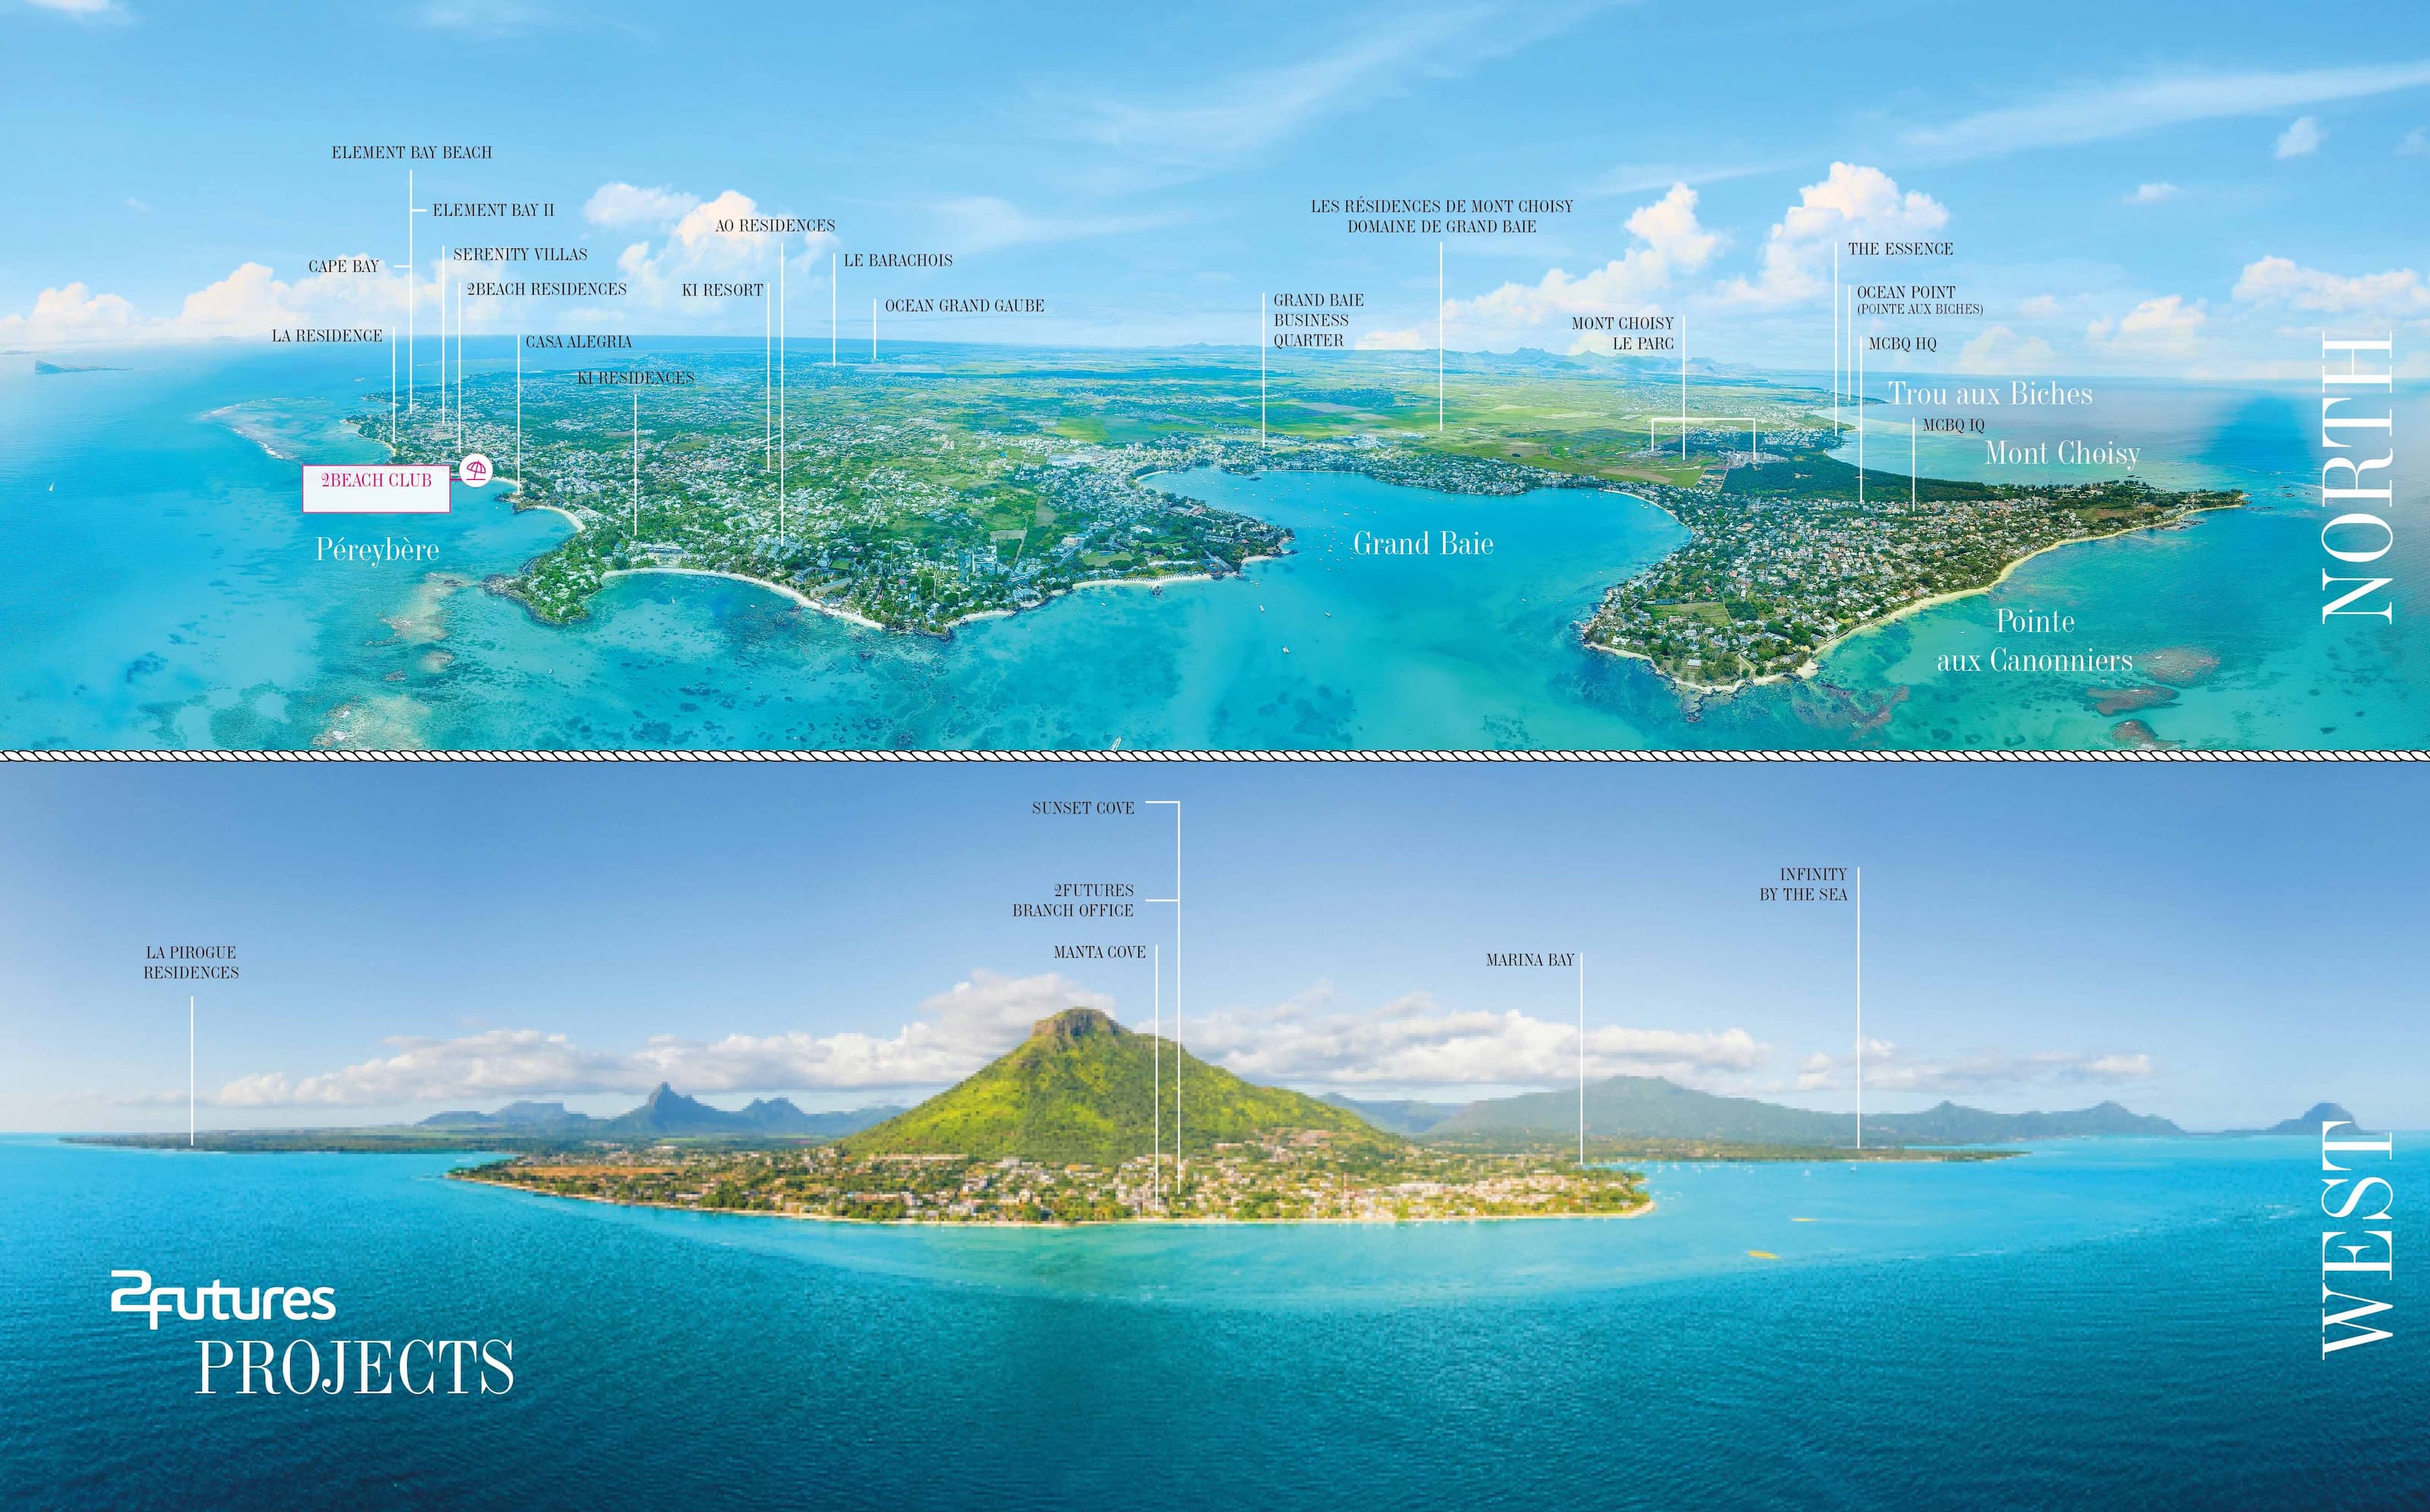 ELEMENT BAY BEACH
ELEMENT BAY II
CAPE BAY
SERENITY VILLAS
2BEACH RESIDENCES
LA RESIDENCE
CASA ALEGRIA
KI RESIDENCES
AO RESIDENCES
KI RESORT
LE BARACHOIS
OCEAN GRAND GAUBE
LES RÉSIDENCES DE MONT CHOISY
DOMAINE DE GRAND BAIE
GRAND BAIE
BUSINESS
QUARTER
MONT CHOISY
LE PARC
THE ESSENCE
OCEAN POINT
(POINTE AUX BICHES)
MCBQ HQ
Trou aux Biches
MCBQ IQ
Mont Choisy
2BEACH CLUB
Péreybère
Grand Baie
Pointe
aux Canonniers
NORTH
SUNSET COVE
2FUTURES
BRANCH OFFICE
MANTA COVE
LA PIROGUE
RESIDENCES
MARINA BAY
INFINITY
BY THE SEA
WEST
2futures
PROJECTS